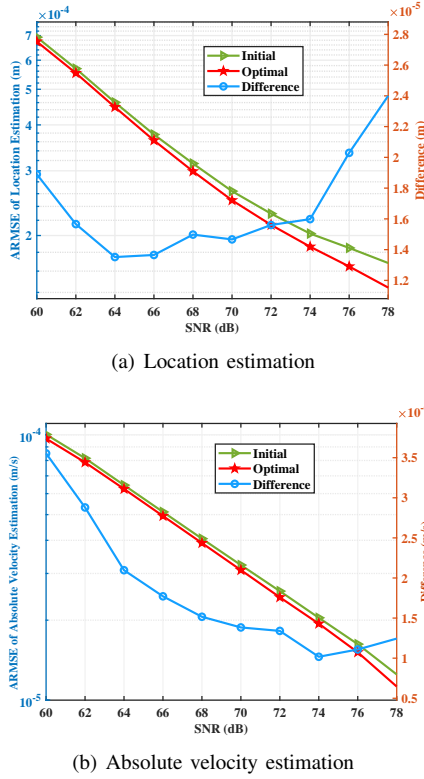 7 ×10⁻⁴
6
5
4
3
2
ARMSE of Location Estimation (m)
×10⁻⁵
2.8
2.6
2.4
2.2
2
1.8
1.6
1.4
1.2
Difference (m)
Initial
Optimal
Difference
60 62 64 66 68 70 72 74 76 78
SNR (dB)
(a) Location estimation
10⁻⁴
10⁻⁵
ARMSE of Absolute Velocity Estimation (m/s)
3.5
3
2.5
2
1.5
1
0.5
Initial
Optimal
Difference
60 62 64 66 68 70 72 74 76 78
SNR (dB)
(b) Absolute velocity estimation